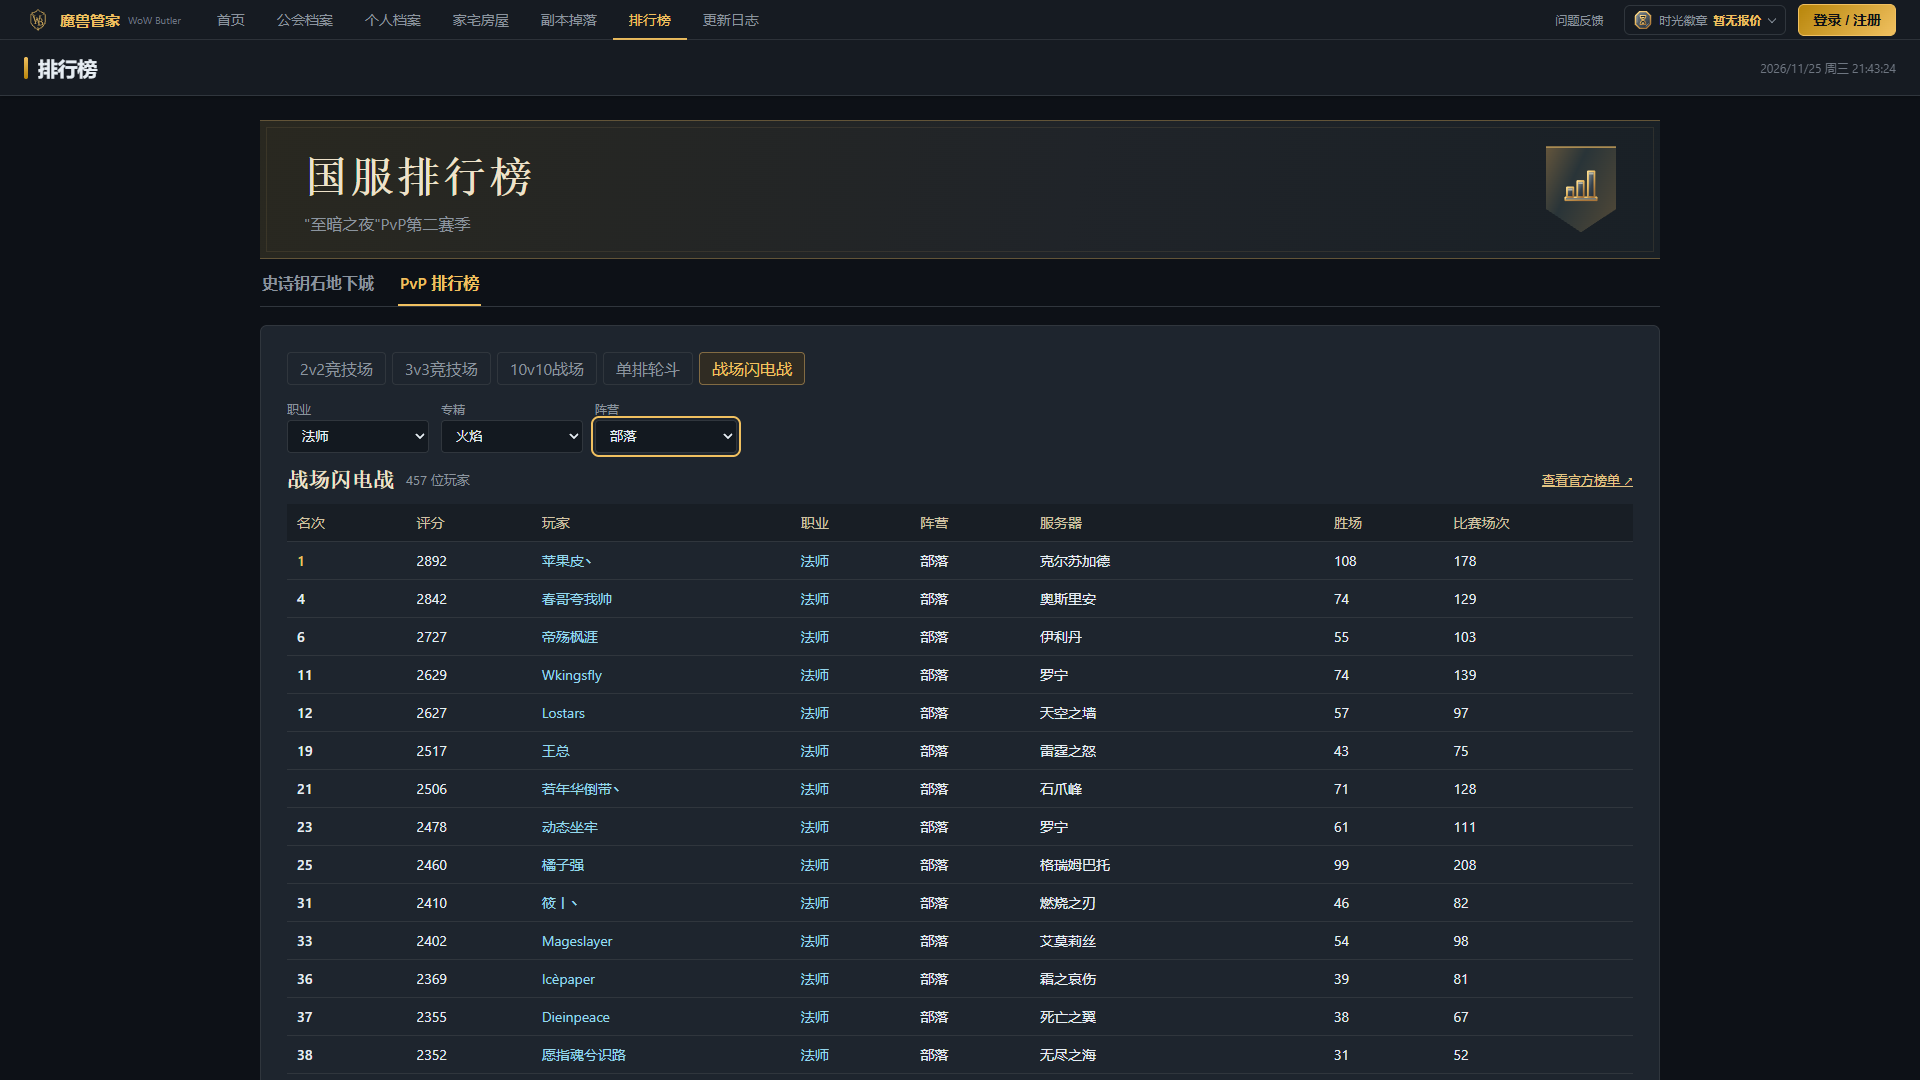 魔兽管家 WoW Butler 首页 公会档案 个人档案 家宅房屋 副本掉落 排行榜 更新日志 问题反馈 时光徽章 暂无报价 登录 / 注册
排行榜 2026/11/25 周三 21:43:24
国服排行榜
"至暗之夜"PvP第二赛季
史诗钥石地下城 PvP 排行榜
2v2竞技场 3v3竞技场 10v10战场 单排轮斗 战场闪电战
职业 专精 阵营
法师 火焰 部落
战场闪电战 457 位玩家 查看官方榜单 ↗
名次 评分 玩家 职业 阵营 服务器 胜场 比赛场次
1 2892 苹果皮丶 法师 部落 克尔苏加德 108 178
4 2842 春哥夸我帅 法师 部落 奥斯里安 74 129
6 2727 帝殇枫涯 法师 部落 伊利丹 55 103
11 2629 Wkingsfly 法师 部落 罗宁 74 139
12 2627 Lostars 法师 部落 天空之墙 57 97
19 2517 王总 法师 部落 雷霆之怒 43 75
21 2506 若年华倒带丶 法师 部落 石爪峰 71 128
23 2478 动态坐牢 法师 部落 罗宁 61 111
25 2460 橘子强 法师 部落 格瑞姆巴托 99 208
31 2410 筱丨丶 法师 部落 燃烧之刃 46 82
33 2402 Mageslayer 法师 部落 艾莫莉丝 54 98
36 2369 Icèpaper 法师 部落 霜之哀伤 39 81
37 2355 Dieinpeace 法师 部落 死亡之翼 38 67
38 2352 愿指魂兮识路 法师 部落 无尽之海 31 52